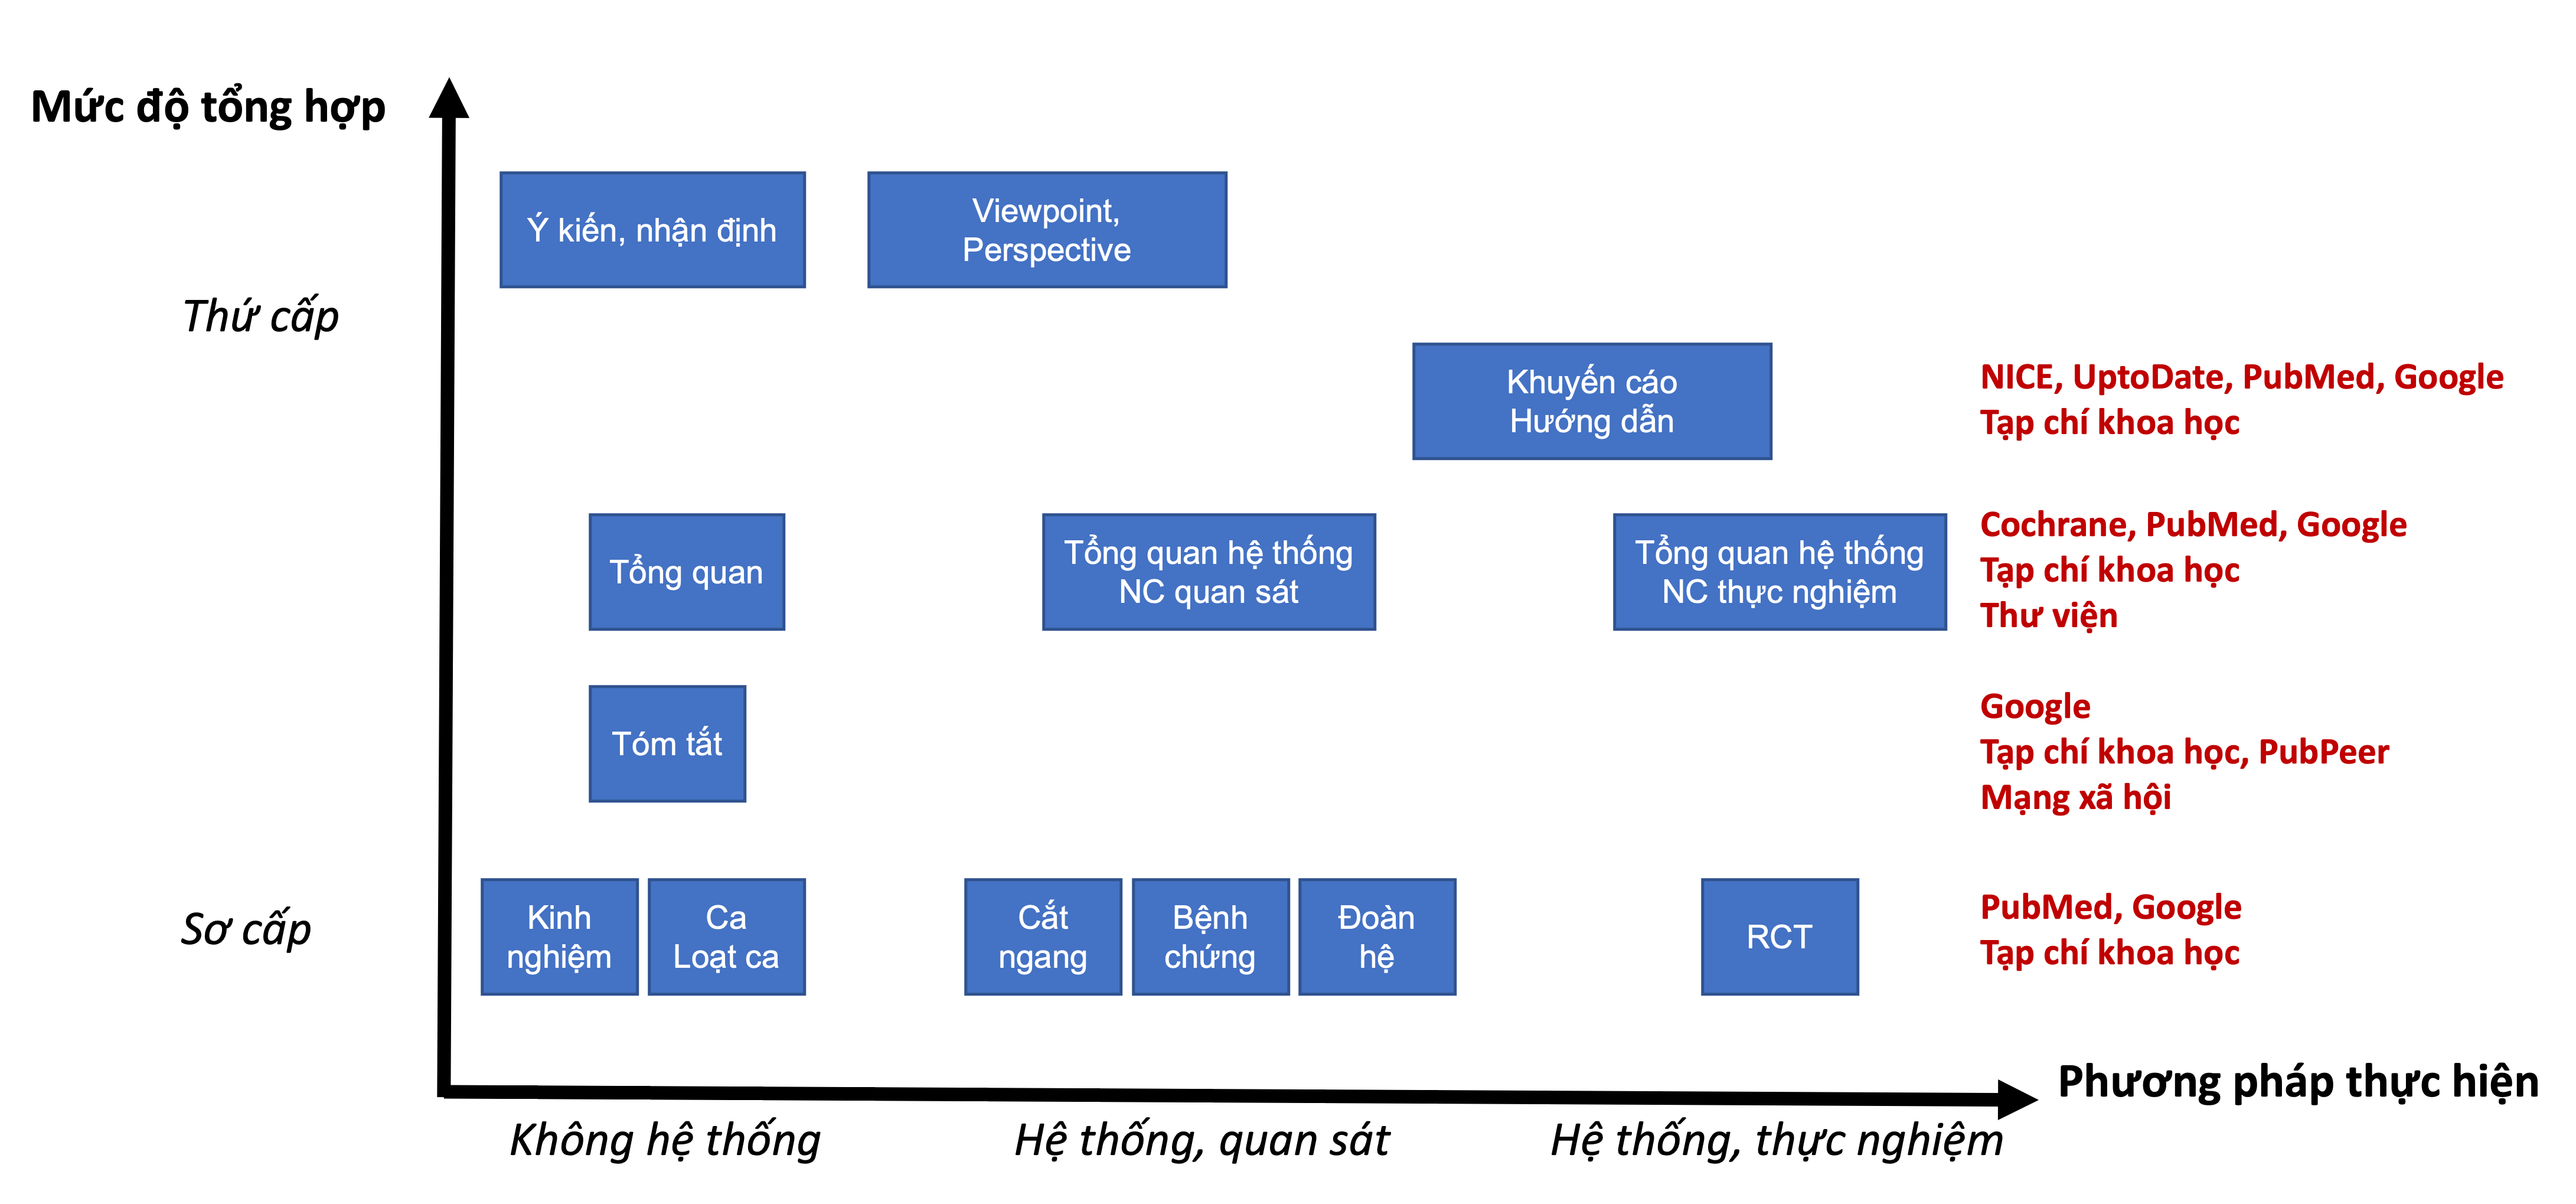 Mức độ tổng hợp
Ý kiến, nhận định
Viewpoint,
Perspective
Thứ cấp
Khuyến cáo
Hướng dẫn
NICE, UptoDate, PubMed, Google
Tạp chí khoa học
Tổng quan
Tổng quan hệ thống
NC quan sát
Tổng quan hệ thống
NC thực nghiệm
Cochrane, PubMed, Google
Tạp chí khoa học
Thư viện
Tóm tắt
Google
Tạp chí khoa học, PubPeer
Mạng xã hội
Sơ cấp
Kinh
nghiệm
Ca
Loạt ca
Cắt
ngang
Bệnh
chứng
Đoàn
hệ
RCT
PubMed, Google
Tạp chí khoa học
Phương pháp thực hiện
Không hệ thống
Hệ thống, quan sát
Hệ thống, thực nghiệm